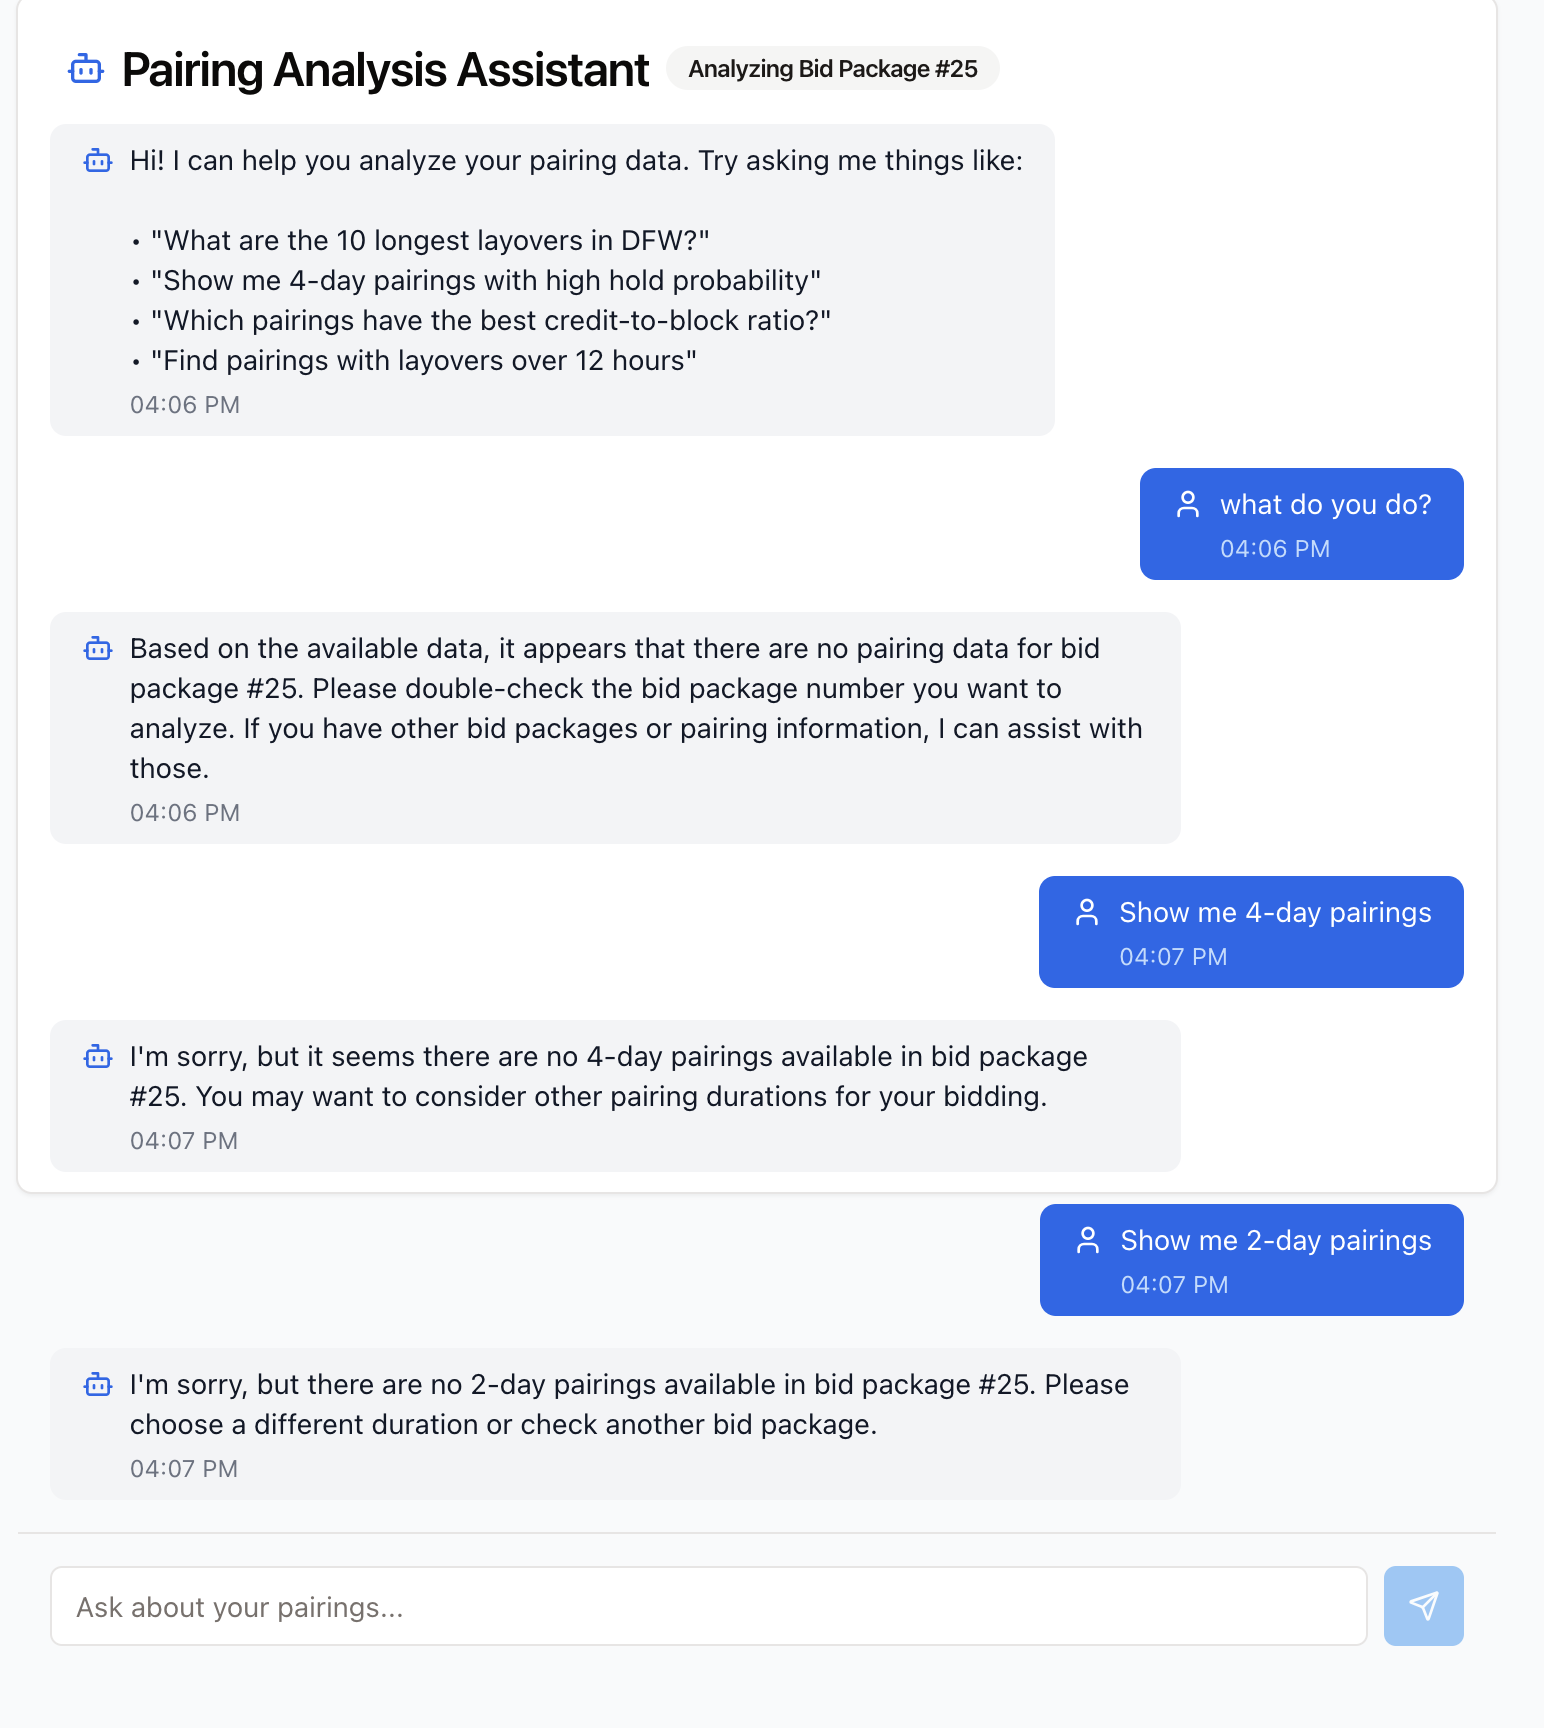 Pairing Analysis Assistant
Analyzing Bid Package #25
Hi! I can help you analyze your pairing data. Try asking me things like:
• "What are the 10 longest layovers in DFW?"
• "Show me 4-day pairings with high hold probability"
• "Which pairings have the best credit-to-block ratio?"
• "Find pairings with layovers over 12 hours"
04:06 PM
what do you do?
04:06 PM
Based on the available data, it appears that there are no pairing data for bid
package #25. Please double-check the bid package number you want to
analyze. If you have other bid packages or pairing information, I can assist with
those.
04:06 PM
Show me 4-day pairings
04:07 PM
I'm sorry, but it seems there are no 4-day pairings available in bid package
#25. You may want to consider other pairing durations for your bidding.
04:07 PM
Show me 2-day pairings
04:07 PM
I'm sorry, but there are no 2-day pairings available in bid package #25. Please
choose a different duration or check another bid package.
04:07 PM
Ask about your pairings...